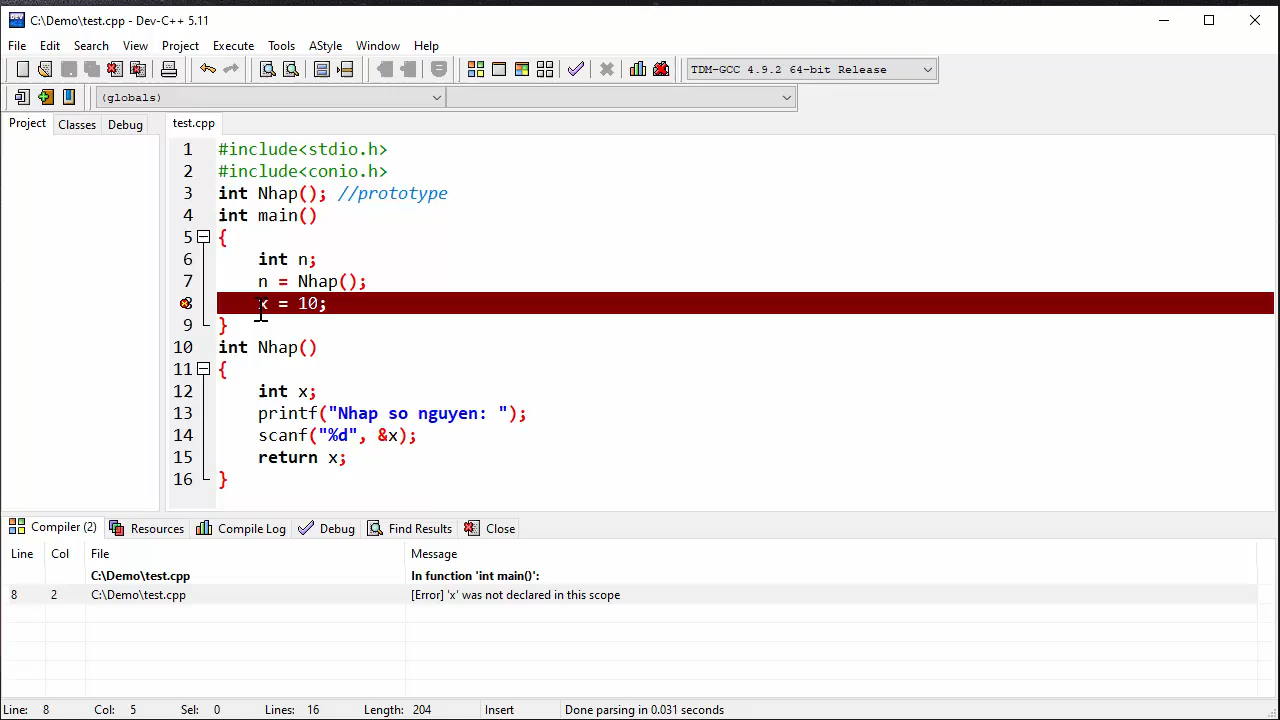 C:\Demo\test.cpp - Dev-C++ 5.11
File Edit Search View Project Execute Tools AStyle Window Help
TDM-GCC 4.9.2 64-bit Release
(globals)
Project Classes Debug test.cpp
1 #include<stdio.h>
2 #include<conio.h>
3 int Nhap(); //prototype
4 int main()
5 {
6 int n;
7 n = Nhap();
8 x = 10;
9 }
10 int Nhap()
11 {
12 int x;
13 printf("Nhap so nguyen: ");
14 scanf("%d", &x);
15 return x;
16 }
Compiler (2) Resources Compile Log Debug Find Results Close
Line Col File Message
C:\Demo\test.cpp In function 'int main()':
8 2 C:\Demo\test.cpp [Error] 'x' was not declared in this scope
Line: 8 Col: 5 Sel: 0 Lines: 16 Length: 204 Insert Done parsing in 0.031 seconds